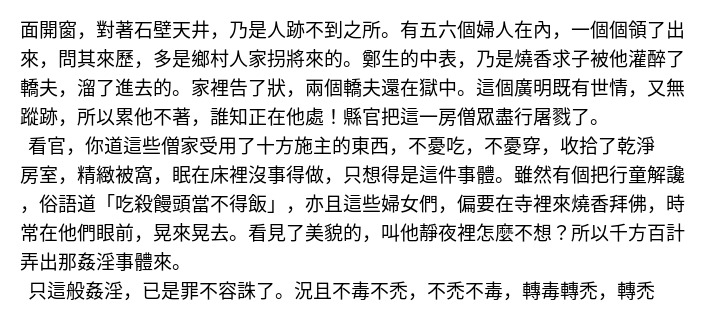 面開窗，對著石壁天井，乃是人跡不到之所。有五六個婦人在內，一個個領了出
來，問其來歷，多是鄉村人家拐將來的。鄭生的中表，乃是燒香求子被他灌醉了
轎夫，溜了進去的。家裡告了狀，兩個轎夫還在獄中。這個廣明既有世情，又無
蹤跡，所以累他不著，誰知正在他處！縣官把這一房僧眾盡行屠戮了。
看官，你道這些僧家受用了十方施主的東西，不憂吃，不憂穿，收拾了乾淨
房室，精緻被窩，眠在床裡沒事得做，只想得是這件事體。雖然有個把行童解讒
，俗語道「吃殺饅頭當不得飯」，亦且這些婦女們，偏要在寺裡來燒香拜佛，時
常在他們眼前，晃來晃去。看見了美貌的，叫他靜夜裡怎麼不想？所以千方百計
弄出那姦淫事體來。
只這般姦淫，已是罪不容誅了。況且不毒不禿，不禿不毒，轉毒轉禿，轉禿